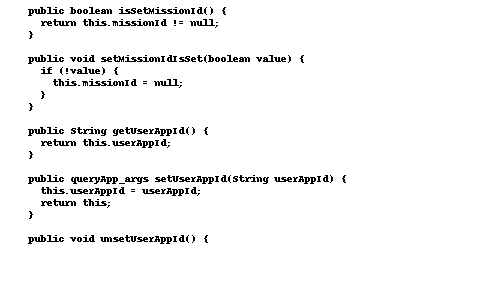 public boolean isSetMissionId() {
return this.missionId != null;
}
public void setMissionIdIsSet(boolean value) {
if (!value) {
this.missionId = null;
}
}
public String getUserAppId() {
return this.userAppId;
}
public queryApp_args setUserAppId(String userAppId) {
this.userAppId = userAppId;
return this;
}
public void unsetUserAppId() {